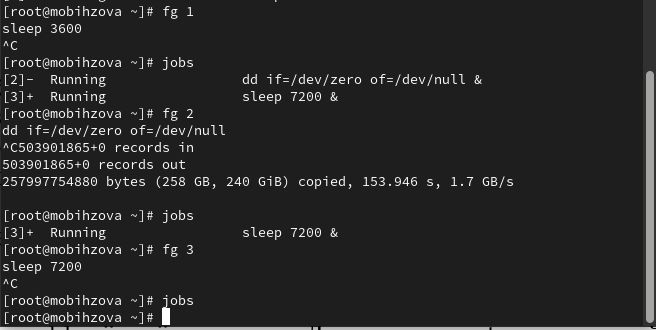 [root@mobihzova ~]# fg 1
sleep 3600
^C
[root@mobihzova ~]# jobs
[2]-  Running                 dd if=/dev/zero of=/dev/null &
[3]+  Running                 sleep 7200 &
[root@mobihzova ~]# fg 2
dd if=/dev/zero of=/dev/null
^C503901865+0 records in
503901865+0 records out
257997754880 bytes (258 GB, 240 GiB) copied, 153.946 s, 1.7 GB/s

[root@mobihzova ~]# jobs
[3]+  Running                 sleep 7200 &
[root@mobihzova ~]# fg 3
sleep 7200
^C
[root@mobihzova ~]# jobs
[root@mobihzova ~]#